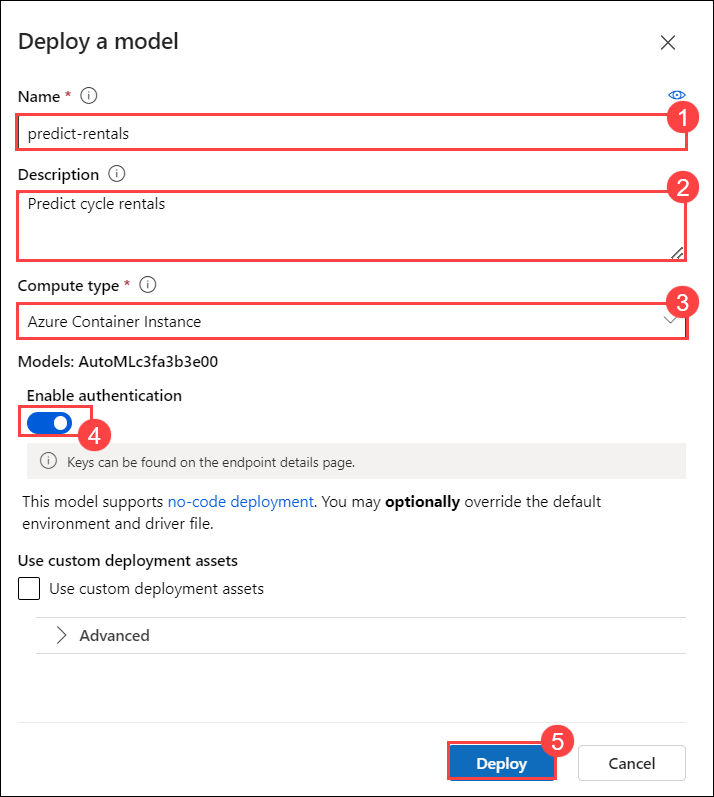 Deploy a model
Name *
1
predict-rentals
Description
2
Predict cycle rentals
Compute type *
3
Azure Container Instance
Models: AutoMLc3fa3b3e00
Enable authentication
4
Keys can be found on the endpoint details page.
This model supports no-code deployment. You may optionally override the default
environment and driver file.
Use custom deployment assets
Use custom deployment assets
Advanced
5
Deploy Cancel